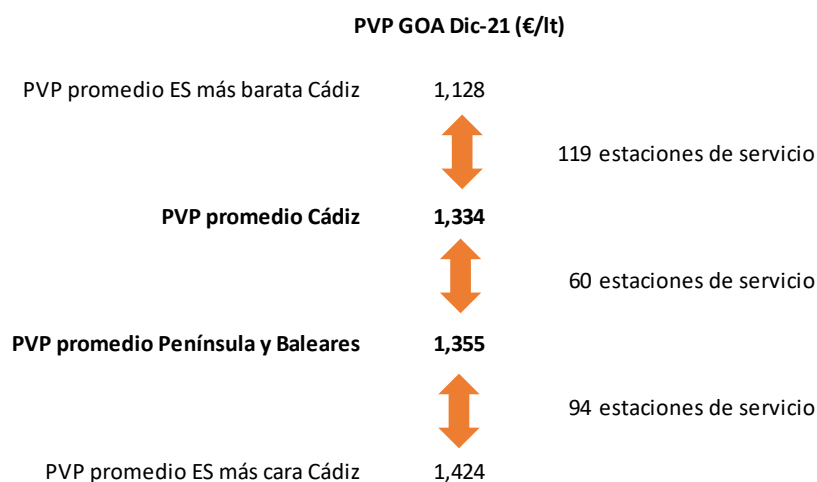 PVP GOA Dic-21 (€/lt)
PVP promedio ES más barata Cádiz 1,128
119 estaciones de servicio
PVP promedio Cádiz 1,334
60 estaciones de servicio
PVP promedio Península y Baleares 1,355
94 estaciones de servicio
PVP promedio ES más cara Cádiz 1,424